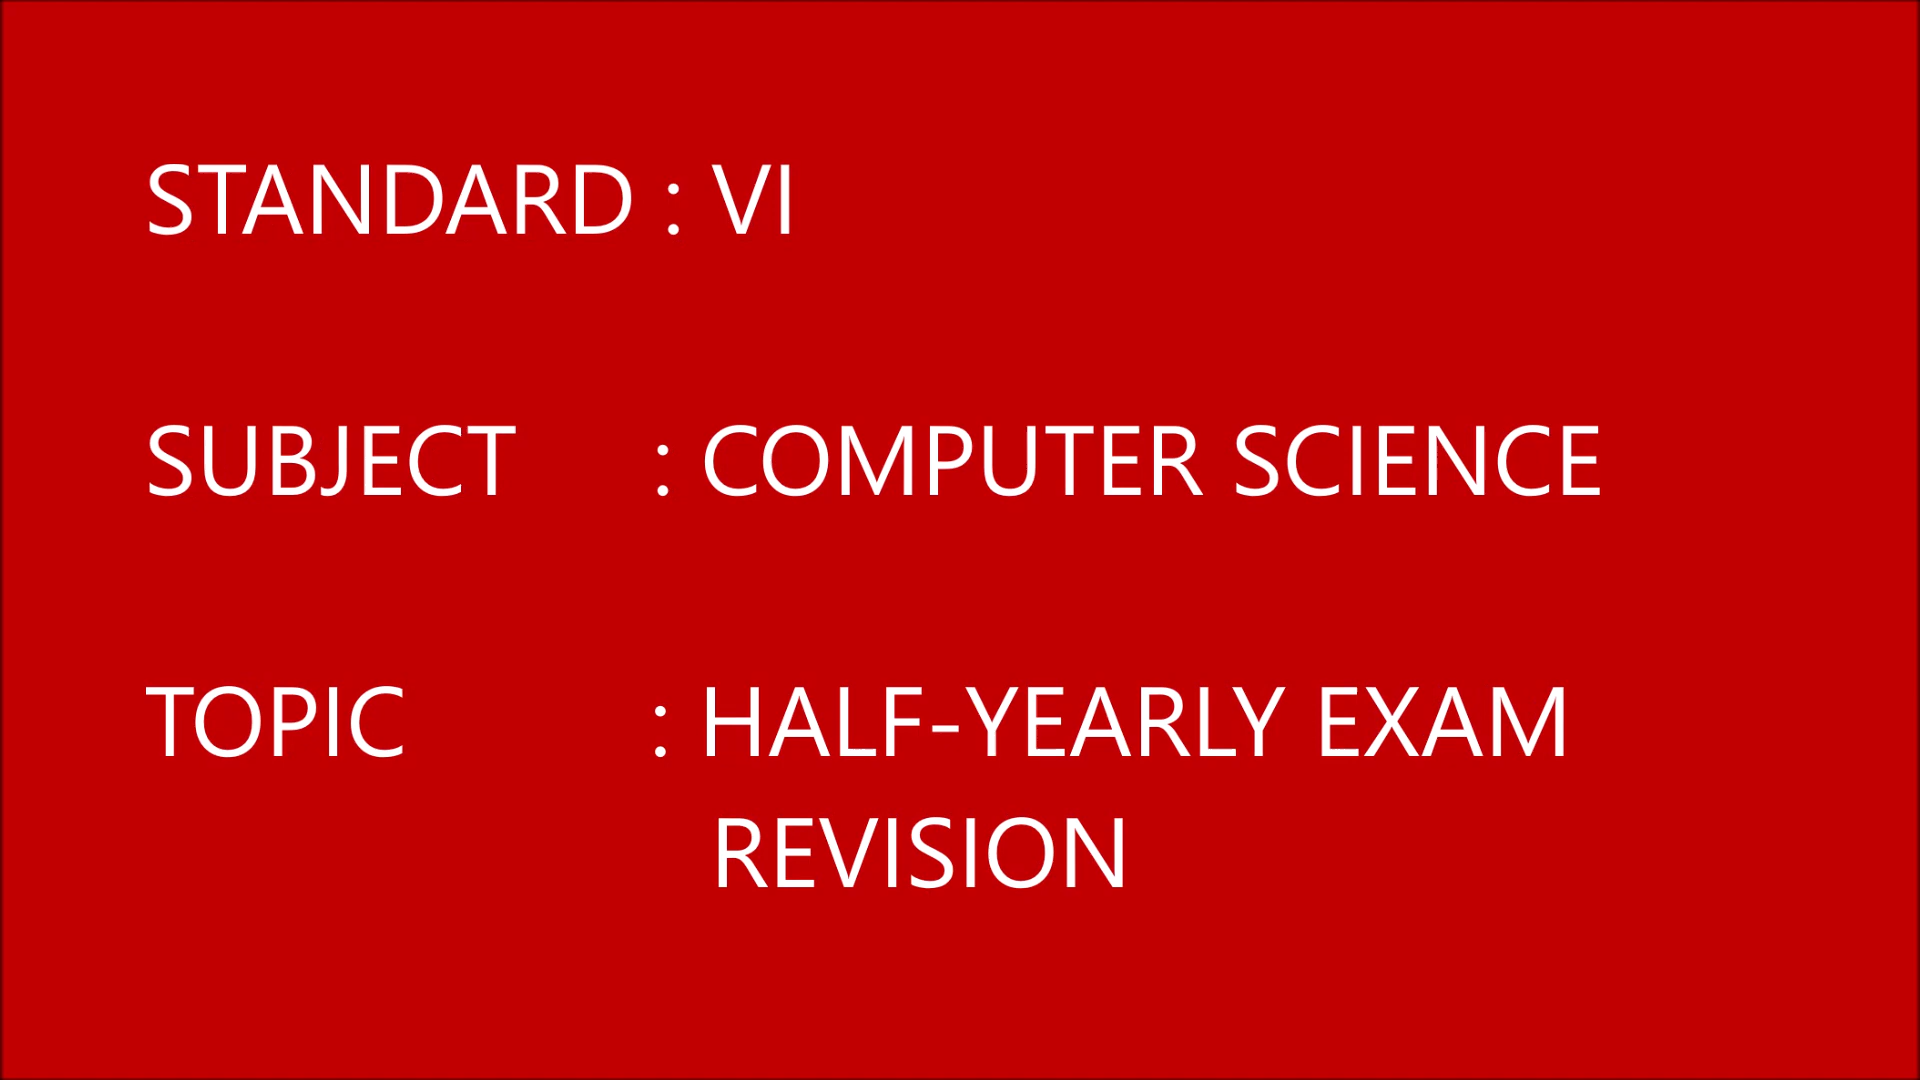 STANDARD : VI
SUBJECT : COMPUTER SCIENCE
TOPIC : HALF-YEARLY EXAM
REVISION